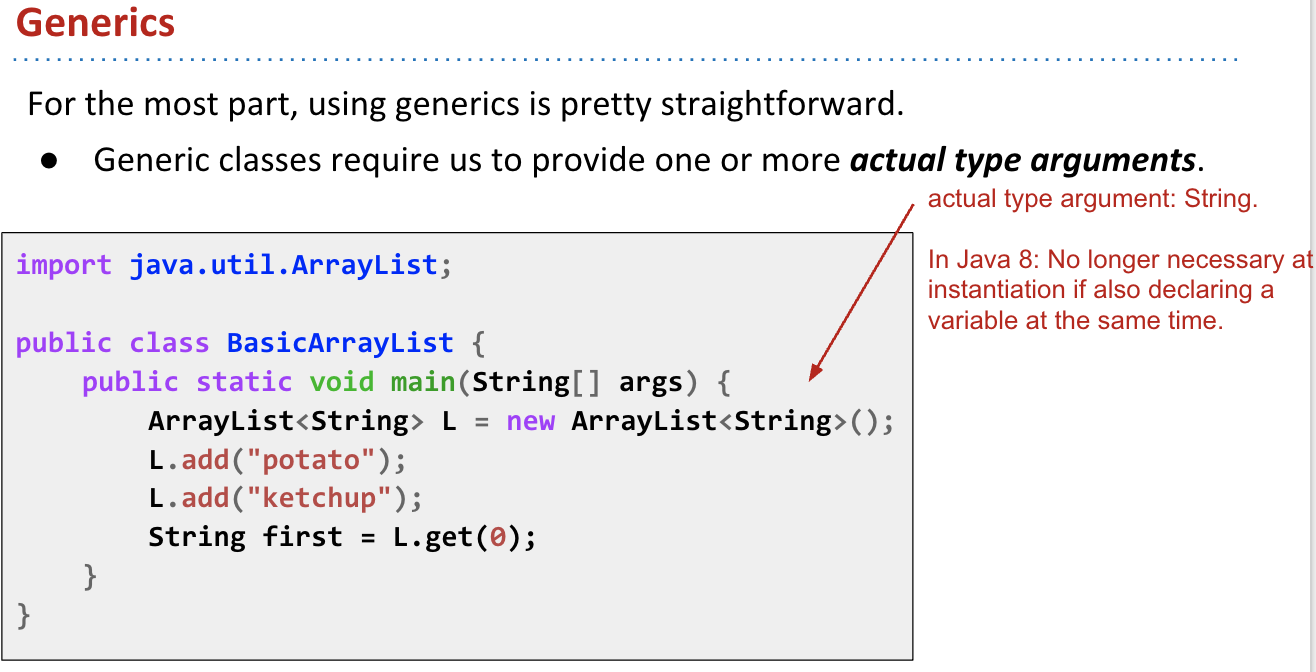 Generics
For the most part, using generics is pretty straightforward.
● Generic classes require us to provide one or more actual type arguments.
actual type argument: String.
In Java 8: No longer necessary at
instantiation if also declaring a
variable at the same time.
import java.util.ArrayList;
public class BasicArrayList {
public static void main(String[] args) {
ArrayList<String> L = new ArrayList<String>();
L.add("potato");
L.add("ketchup");
String first = L.get(0);
}
}